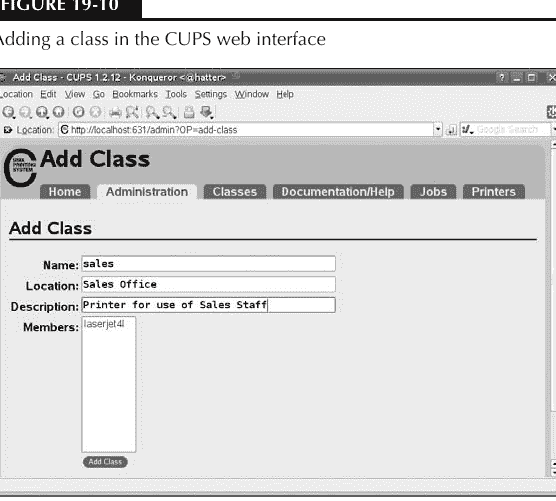 FIGURE 19-10
Adding a class in the CUPS web interface
Add Class - CUPS 1.2.12 - Konqueror <@hatter>
Location Edit View Go Bookmarks Tools Settings Window Help
Location: http://localhost:631/admin?OP=add-class Google Search
Add Class
Home Administration Classes Documentation/Help Jobs Printers
Add Class
Name: sales
Location: Sales Office
Description: Printer for use of Sales Staff
Members: laserjet4l
Add Class